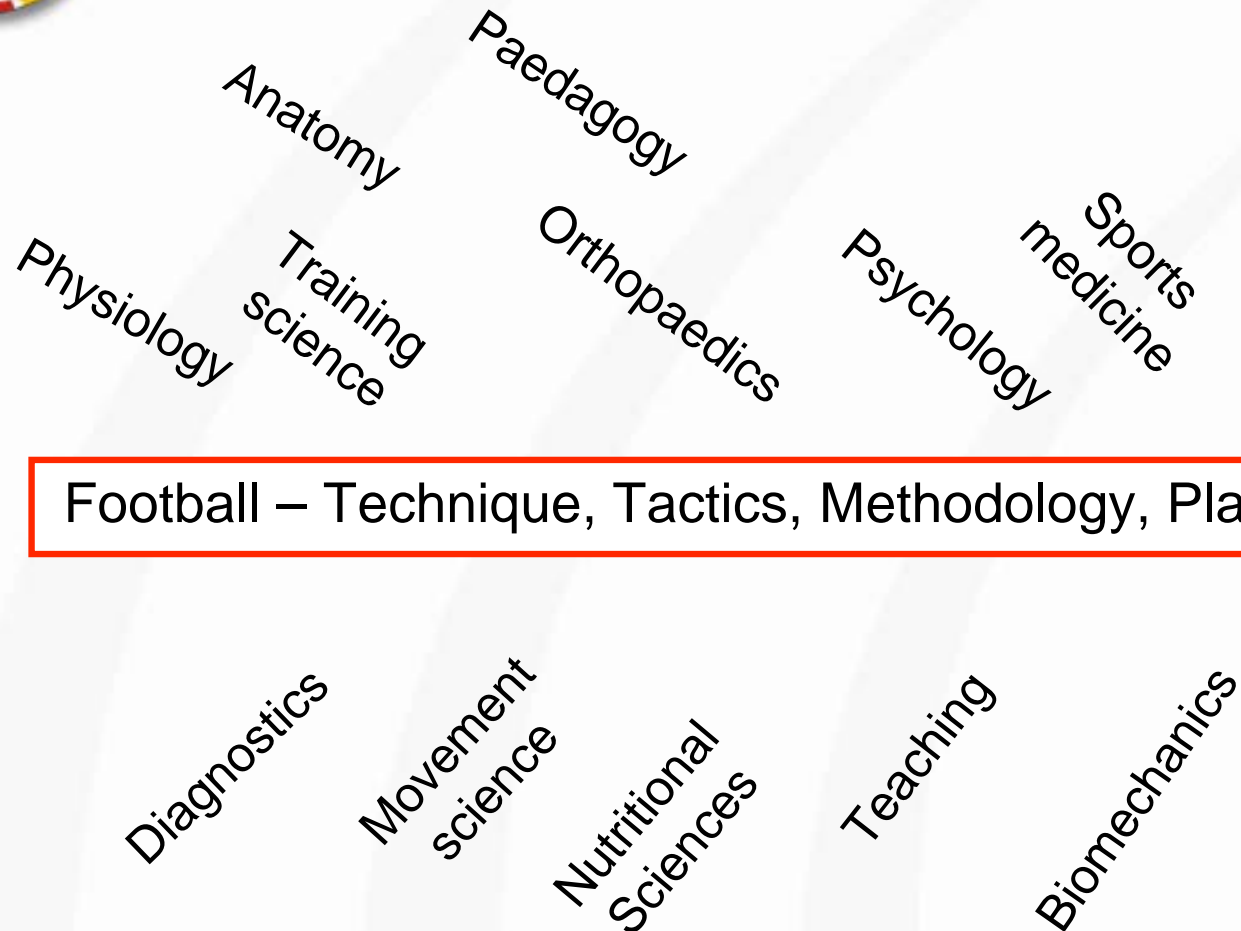 Paedagogy
Anatomy
Sports
medicine
Orthopaedics
Psychology
Training
science
Physiology
Football – Technique, Tactics, Methodology, Pla
Diagnostics
Movement
science
Nutritional
Sciences
Teaching
Biomechanics